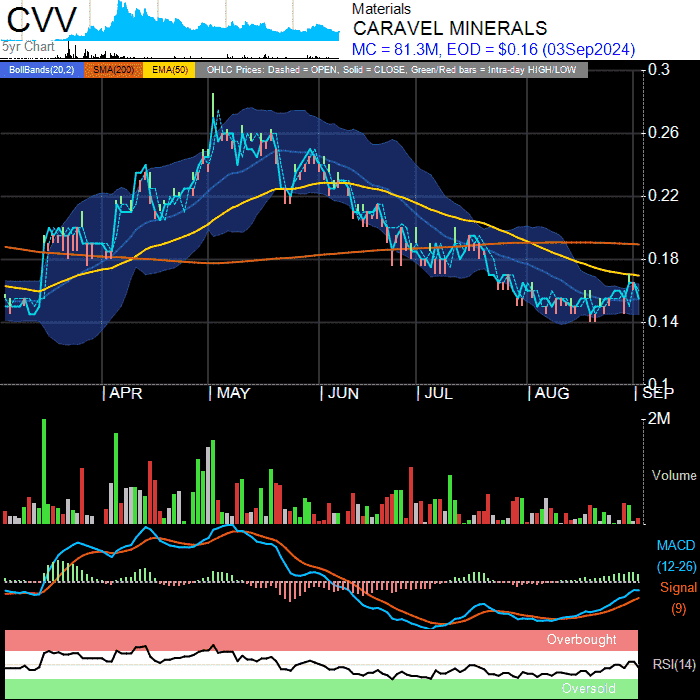 CVV
5yr Chart
Materials
CARAVEL MINERALS
MC = 81.3M, EOD = $0.16 (03Sep2024)
BollBands(20,2) SMA(200) EMA(50) OHLC Prices: Dashed = OPEN, Solid = CLOSE, Green/Red bars = Intra-day HIGH/LOW
0.3
0.26
0.22
0.18
0.14
0.1
APR MAY JUN JUL AUG SEP
2M
Volume
MACD
(12-26)
Signal
(9)
Overbought
RSI(14)
Oversold